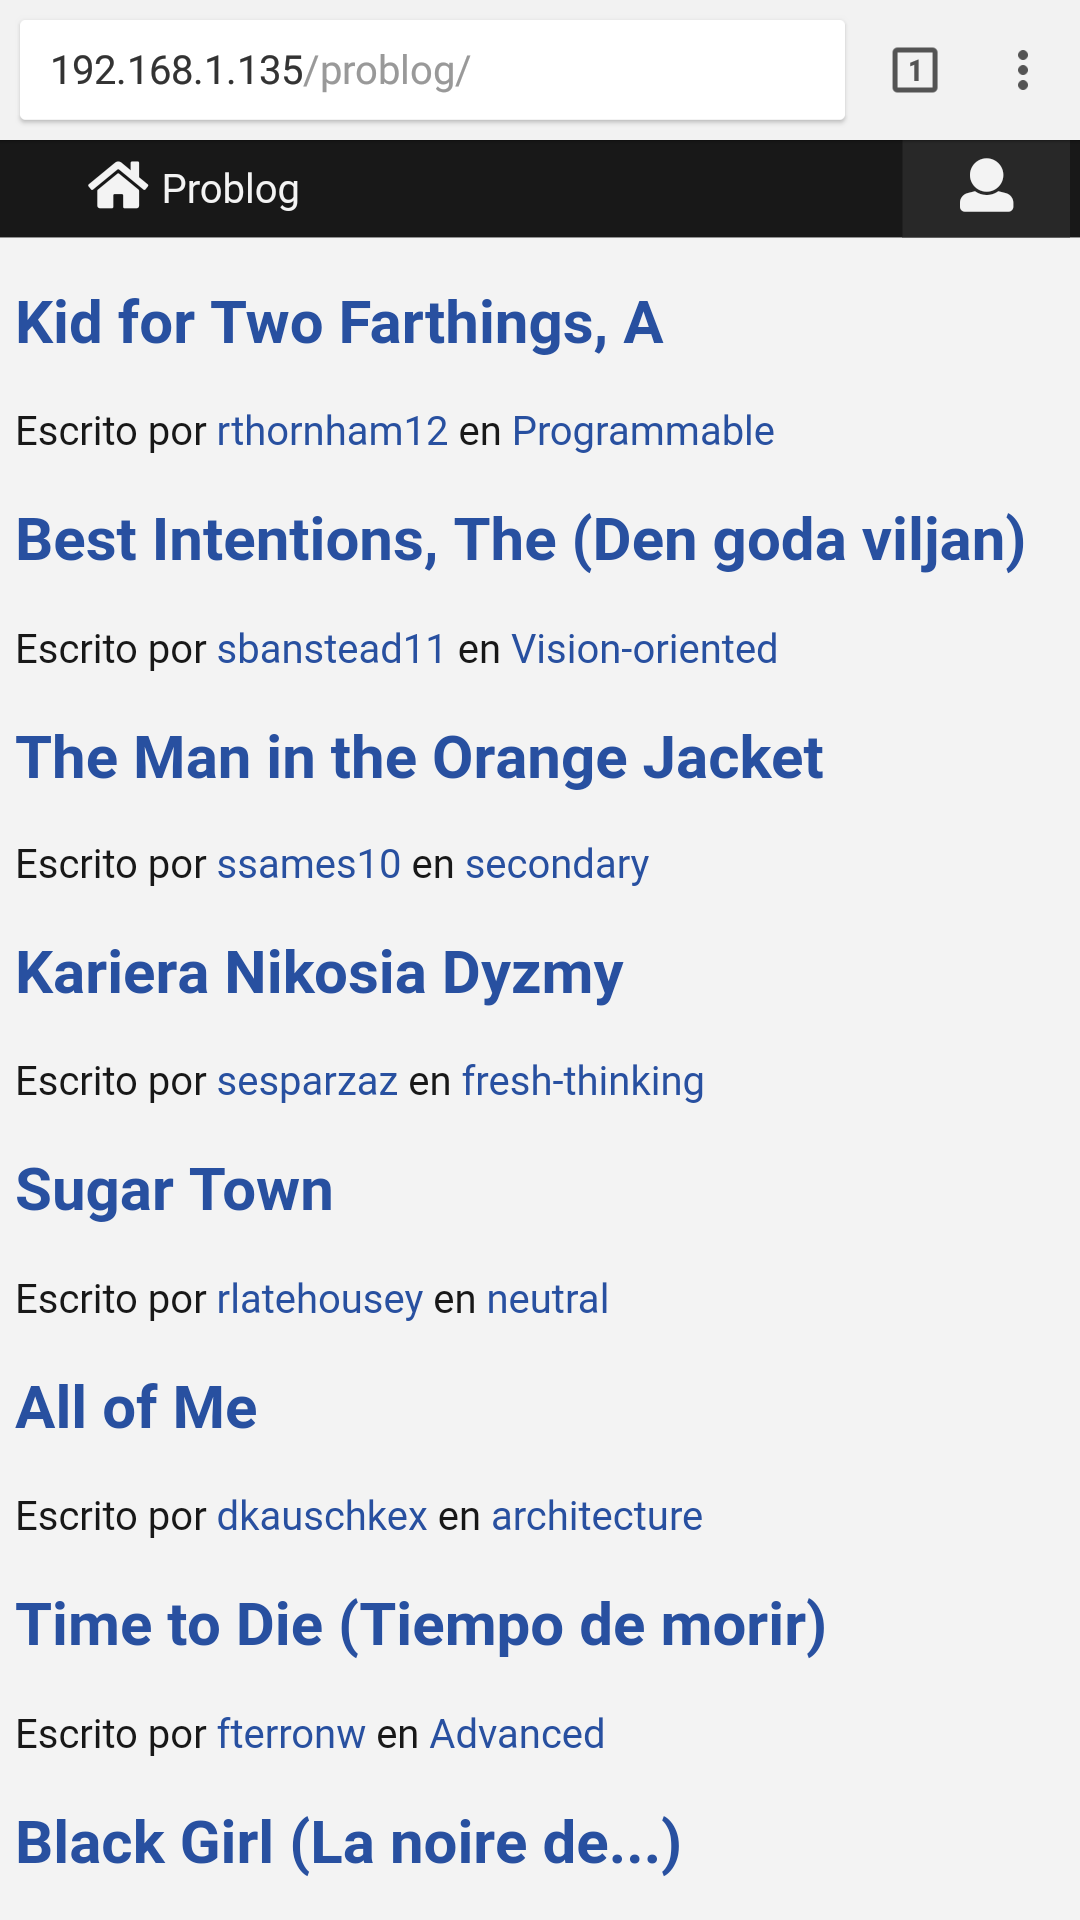 192.168.1.135/problog/
1
Problog
Kid for Two Farthings, A
Escrito por rthornham12 en Programmable
Best Intentions, The (Den goda viljan)
Escrito por sbanstead11 en Vision-oriented
The Man in the Orange Jacket
Escrito por ssames10 en secondary
Kariera Nikosia Dyzmy
Escrito por sesparzaz en fresh-thinking
Sugar Town
Escrito por rlatehousey en neutral
All of Me
Escrito por dkauschkex en architecture
Time to Die (Tiempo de morir)
Escrito por fterronw en Advanced
Black Girl (La noire de...)